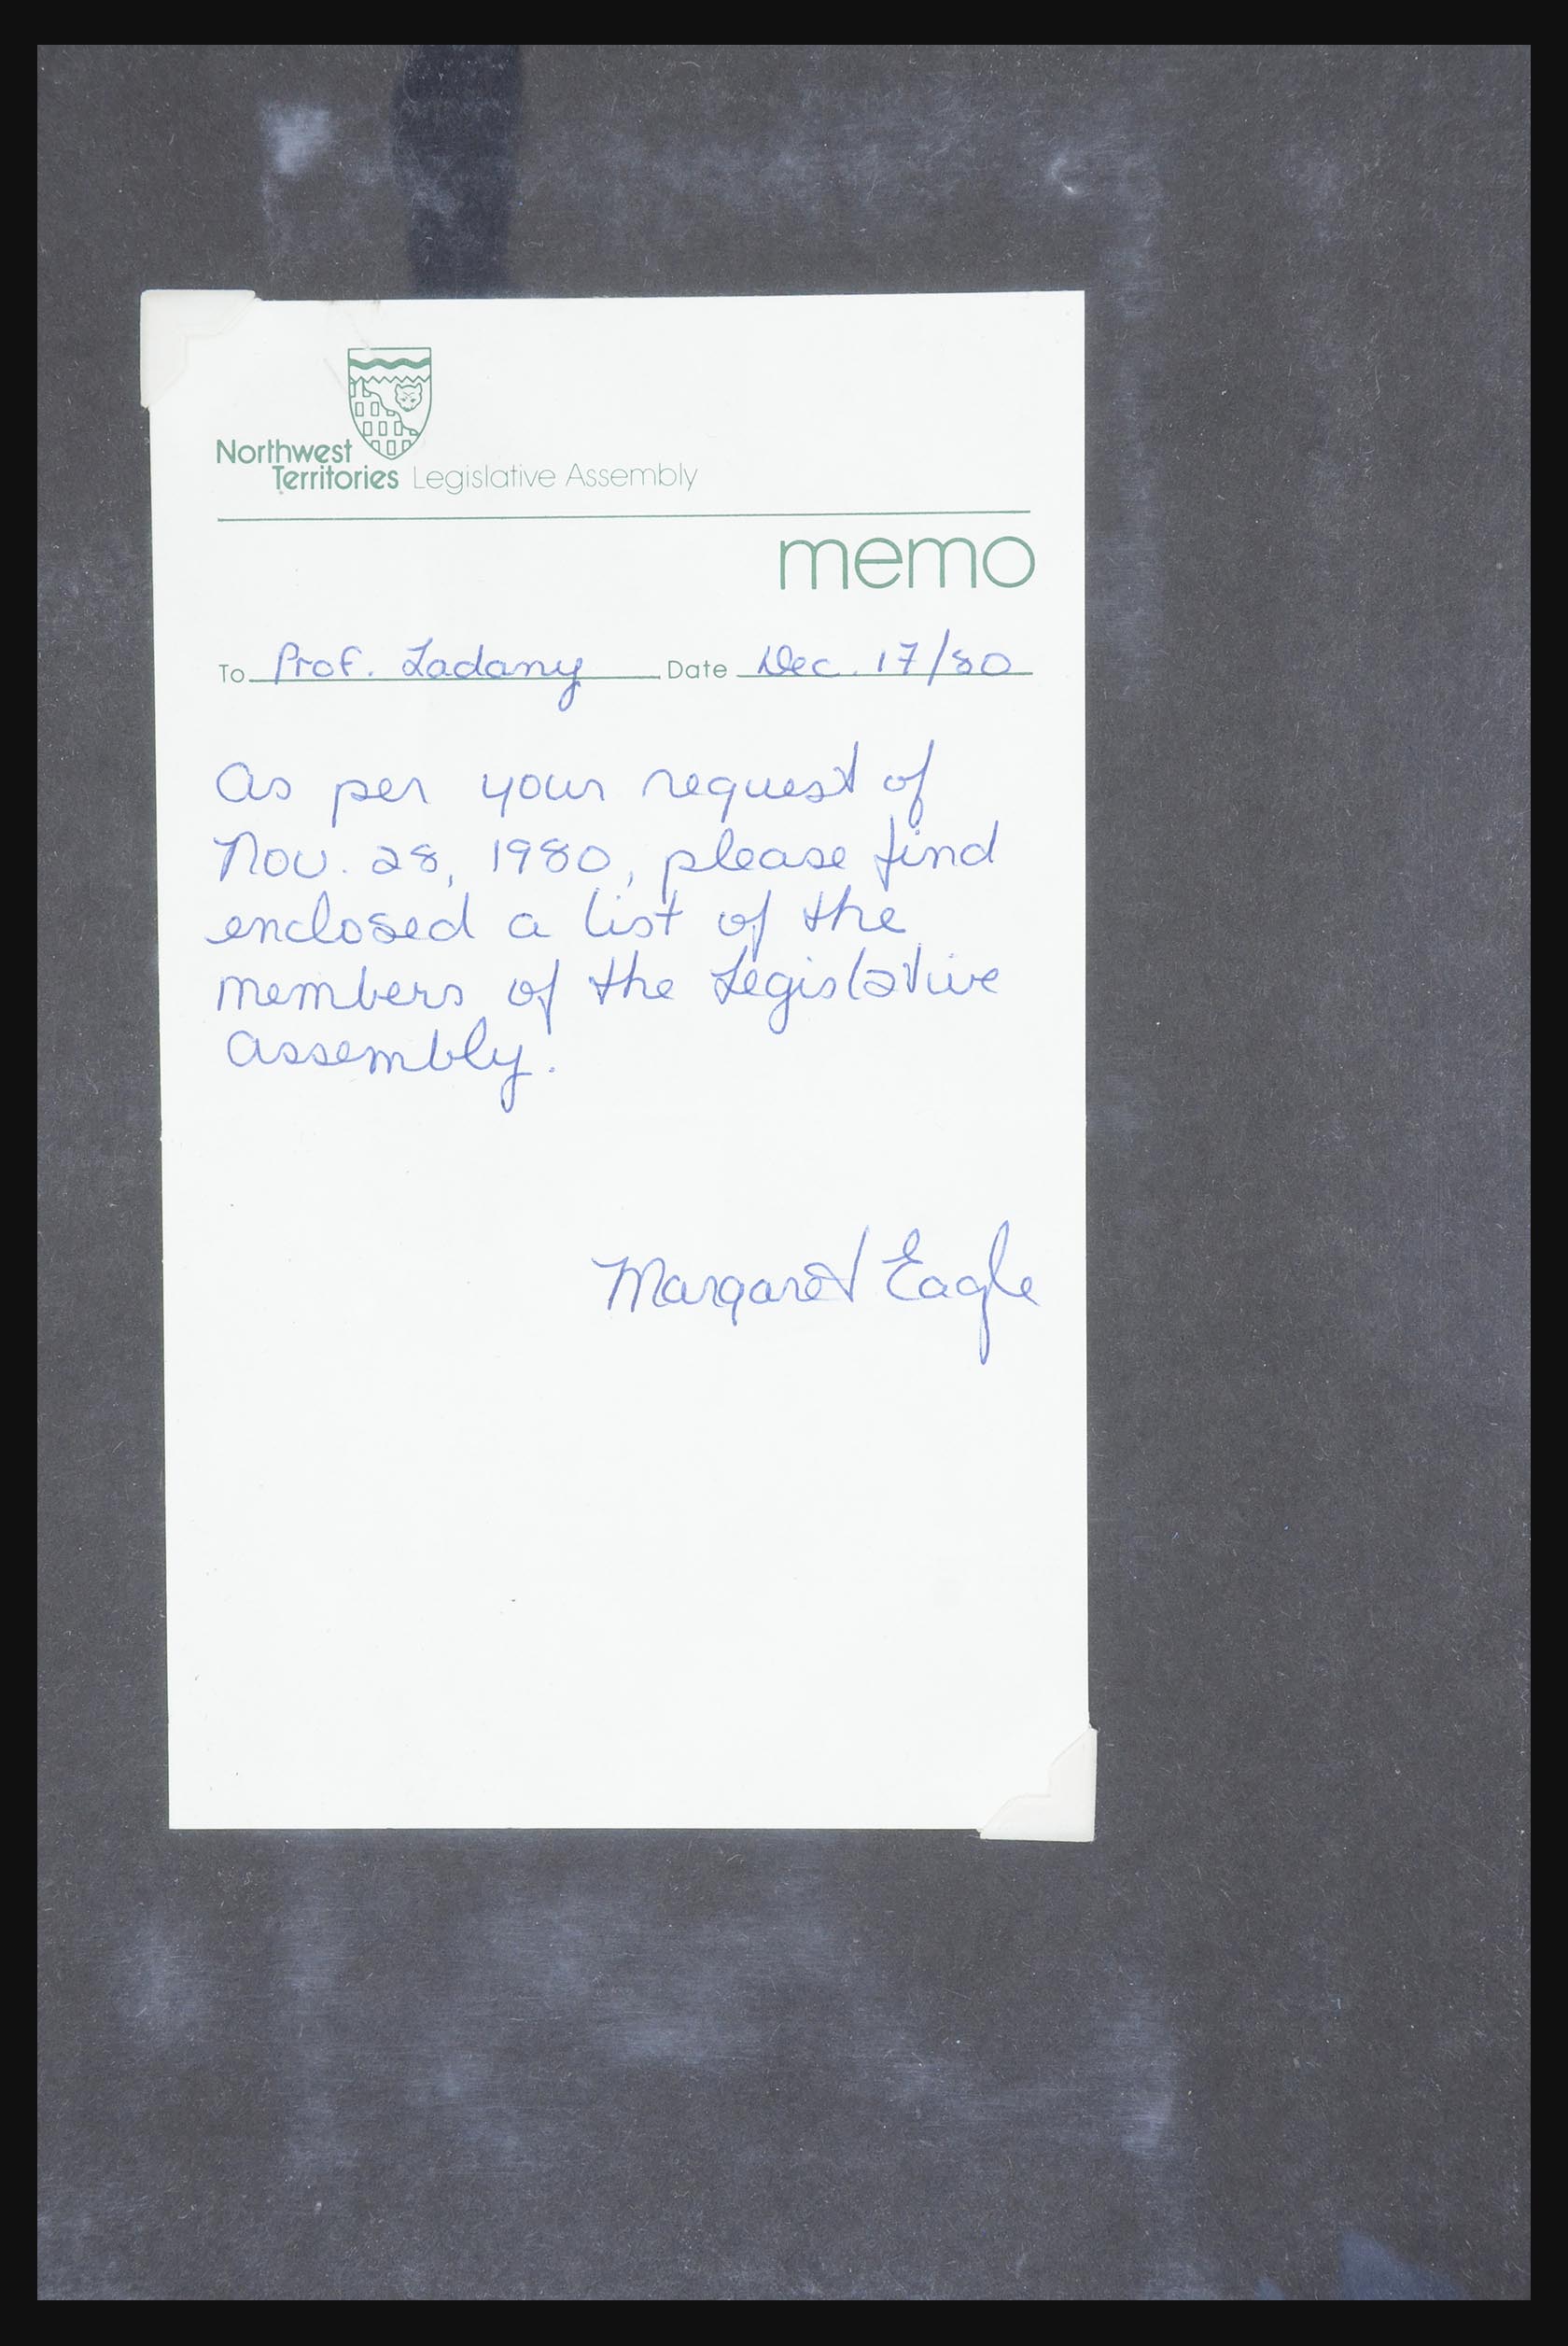 Northwest
Territories Legislative Assembly
memo
To Prof. Ladany Date Dec. 17/80
As per your request of
Nov. 28, 1980, please find
enclosed a list of the
members of the Legislative
Assembly.
Margaret Eagle